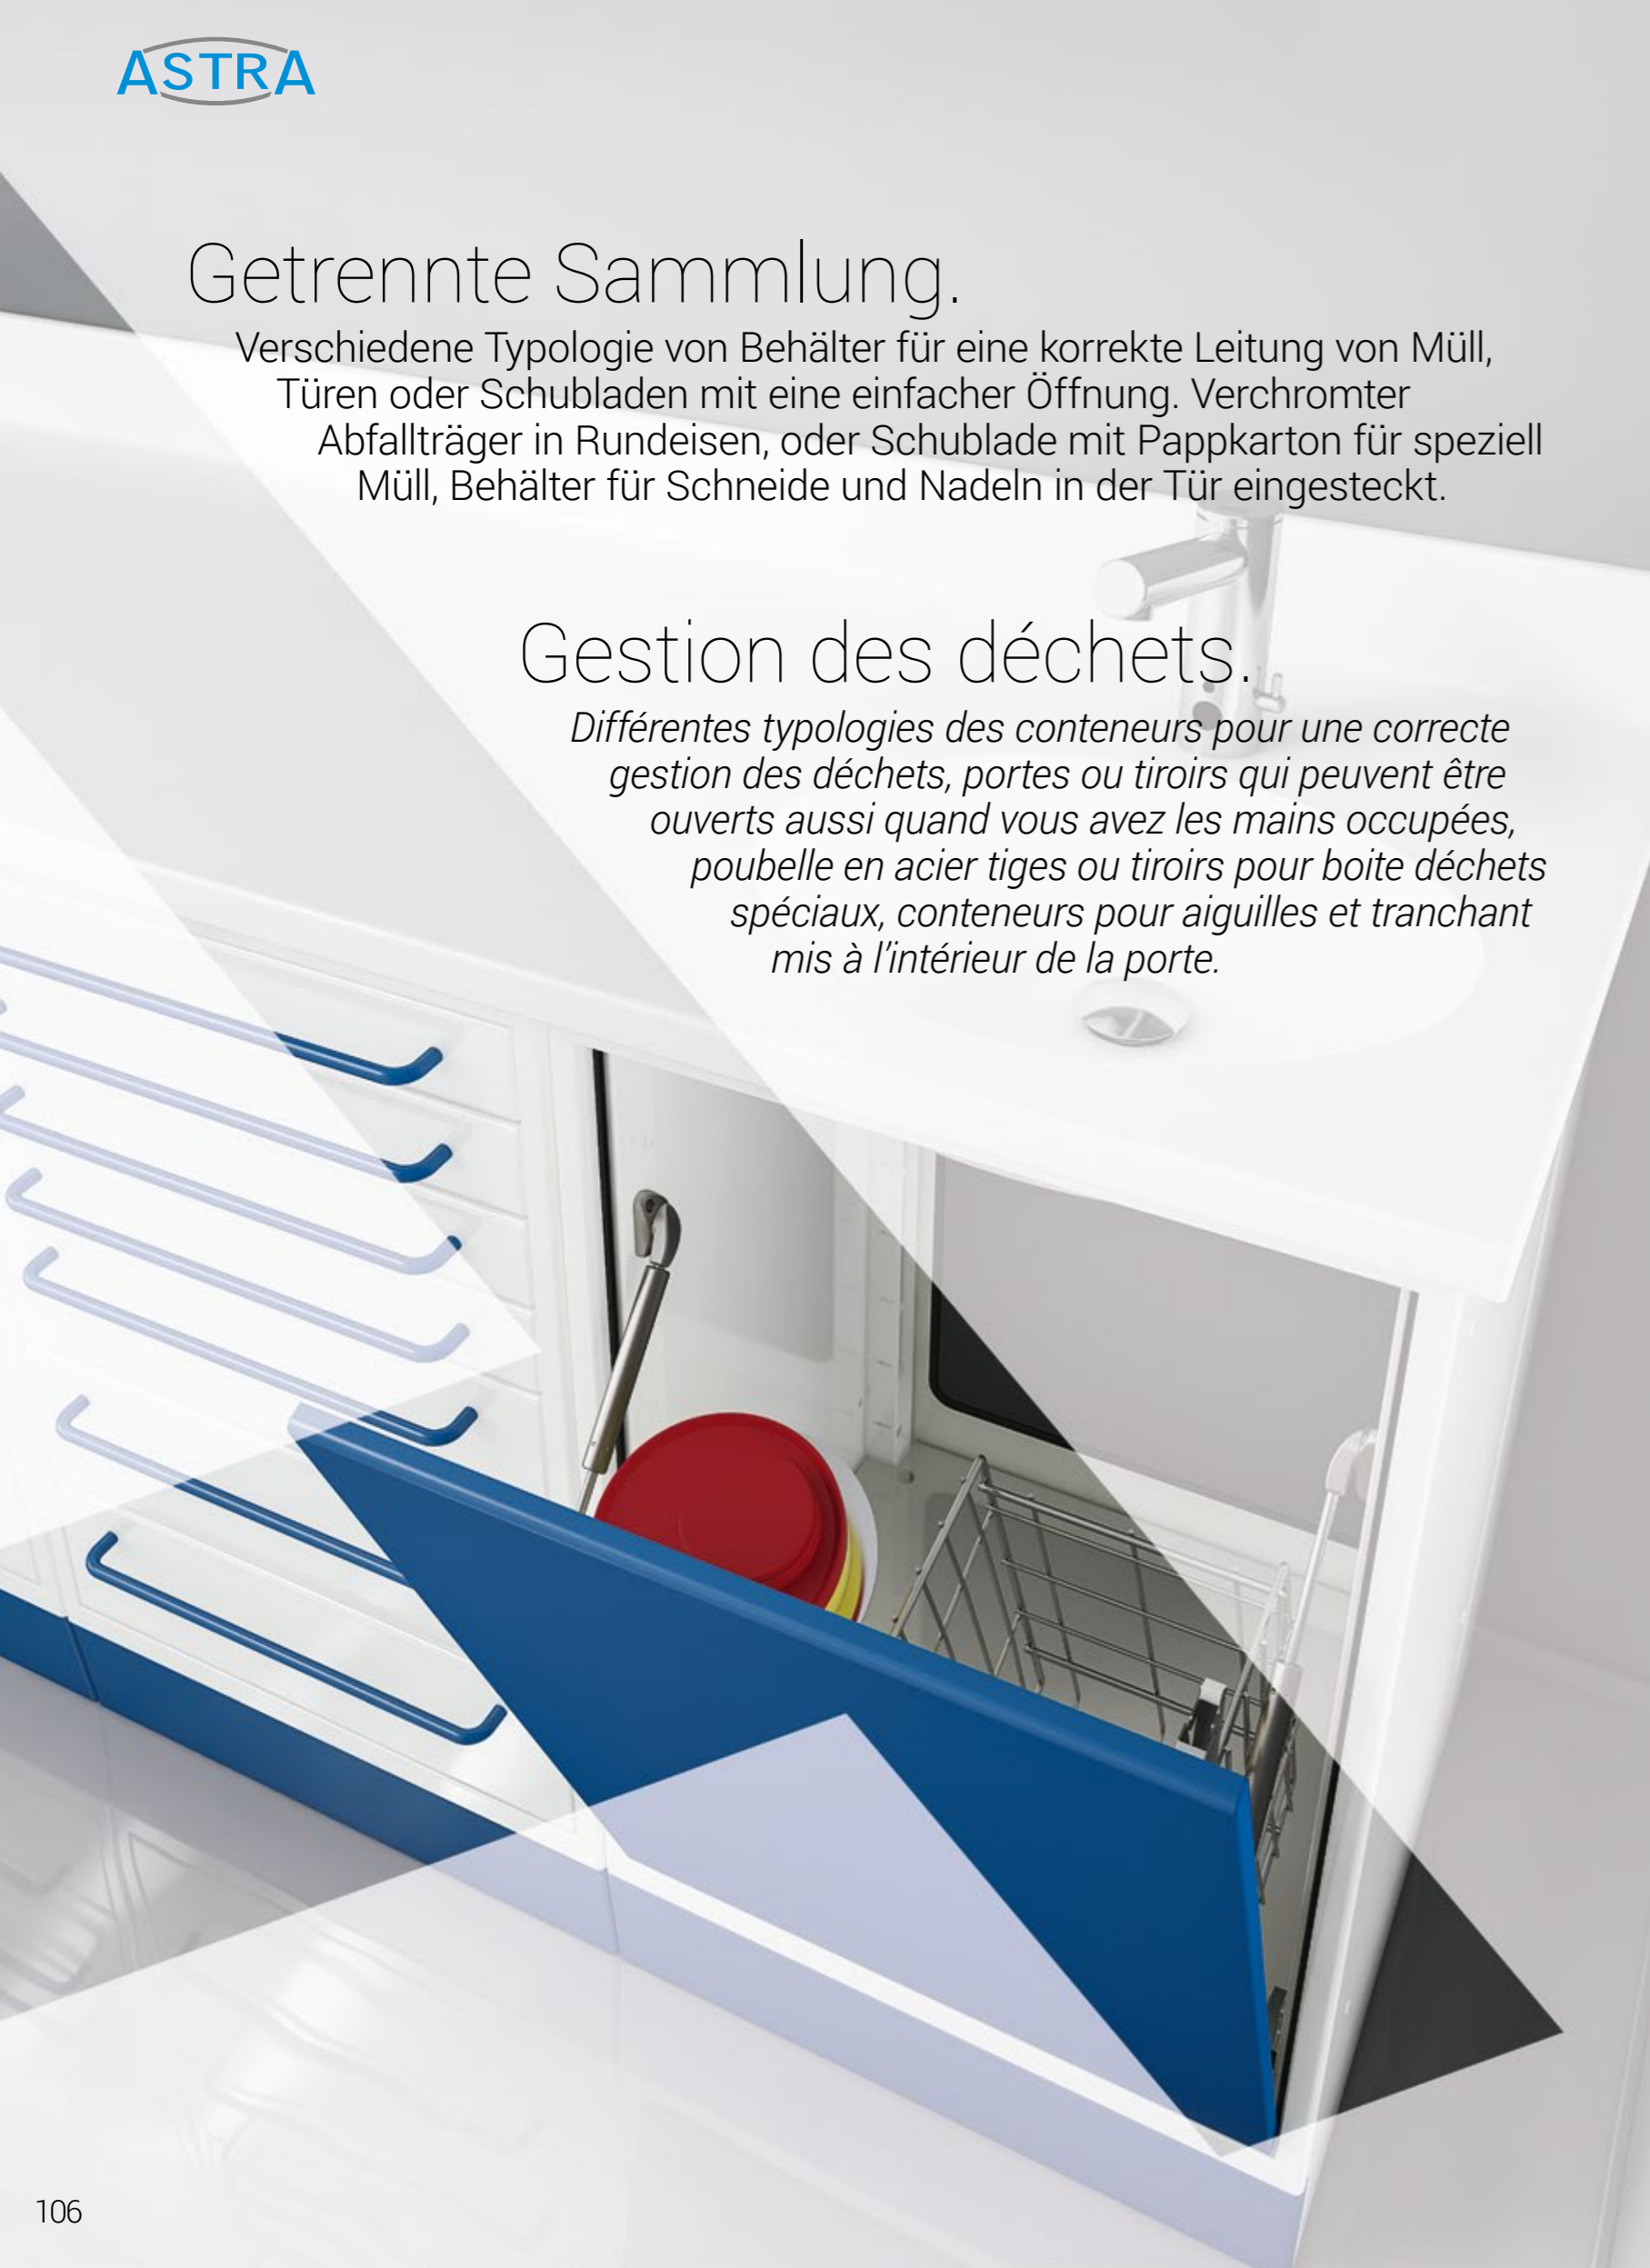 ASTRA
Getrennte Sammlung.
Verschiedene Typologie von Behälter für eine korrekte Leitung von Müll,
Türen oder Schubladen mit eine einfacher Öffnung. Verchromter
Abfallträger in Rundeisen, oder Schublade mit Pappkarton für speziell
Müll, Behälter für Schneide und Nadeln in der Tür eingesteckt.
Gestion des déchets.
Différentes typologies des conteneurs pour une correcte
gestion des déchets, portes ou tiroirs qui peuvent être
ouverts aussi quand vous avez les mains occupées,
poubelle en acier tiges ou tiroirs pour boite déchets
spéciaux, conteneurs pour aiguilles et tranchant
mis à l'intérieur de la porte.
106